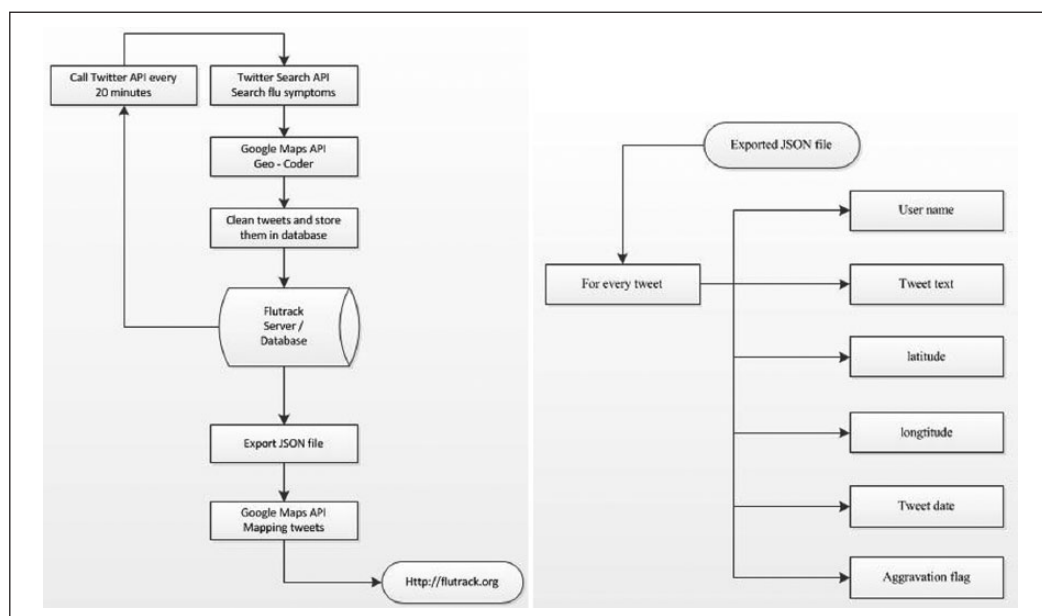 Call Twitter API every
20 minutes
Twitter Search API
Search flu symptoms
Google Maps API
Geo - Coder
Clean tweets and store
them in database
Flutrack
Server /
Database
Export JSON file
Google Maps API
Mapping tweets
Http://flutrack.org
Exported JSON file
For every tweet
User name
Tweet text
latitude
longtitude
Tweet date
Aggravation flag